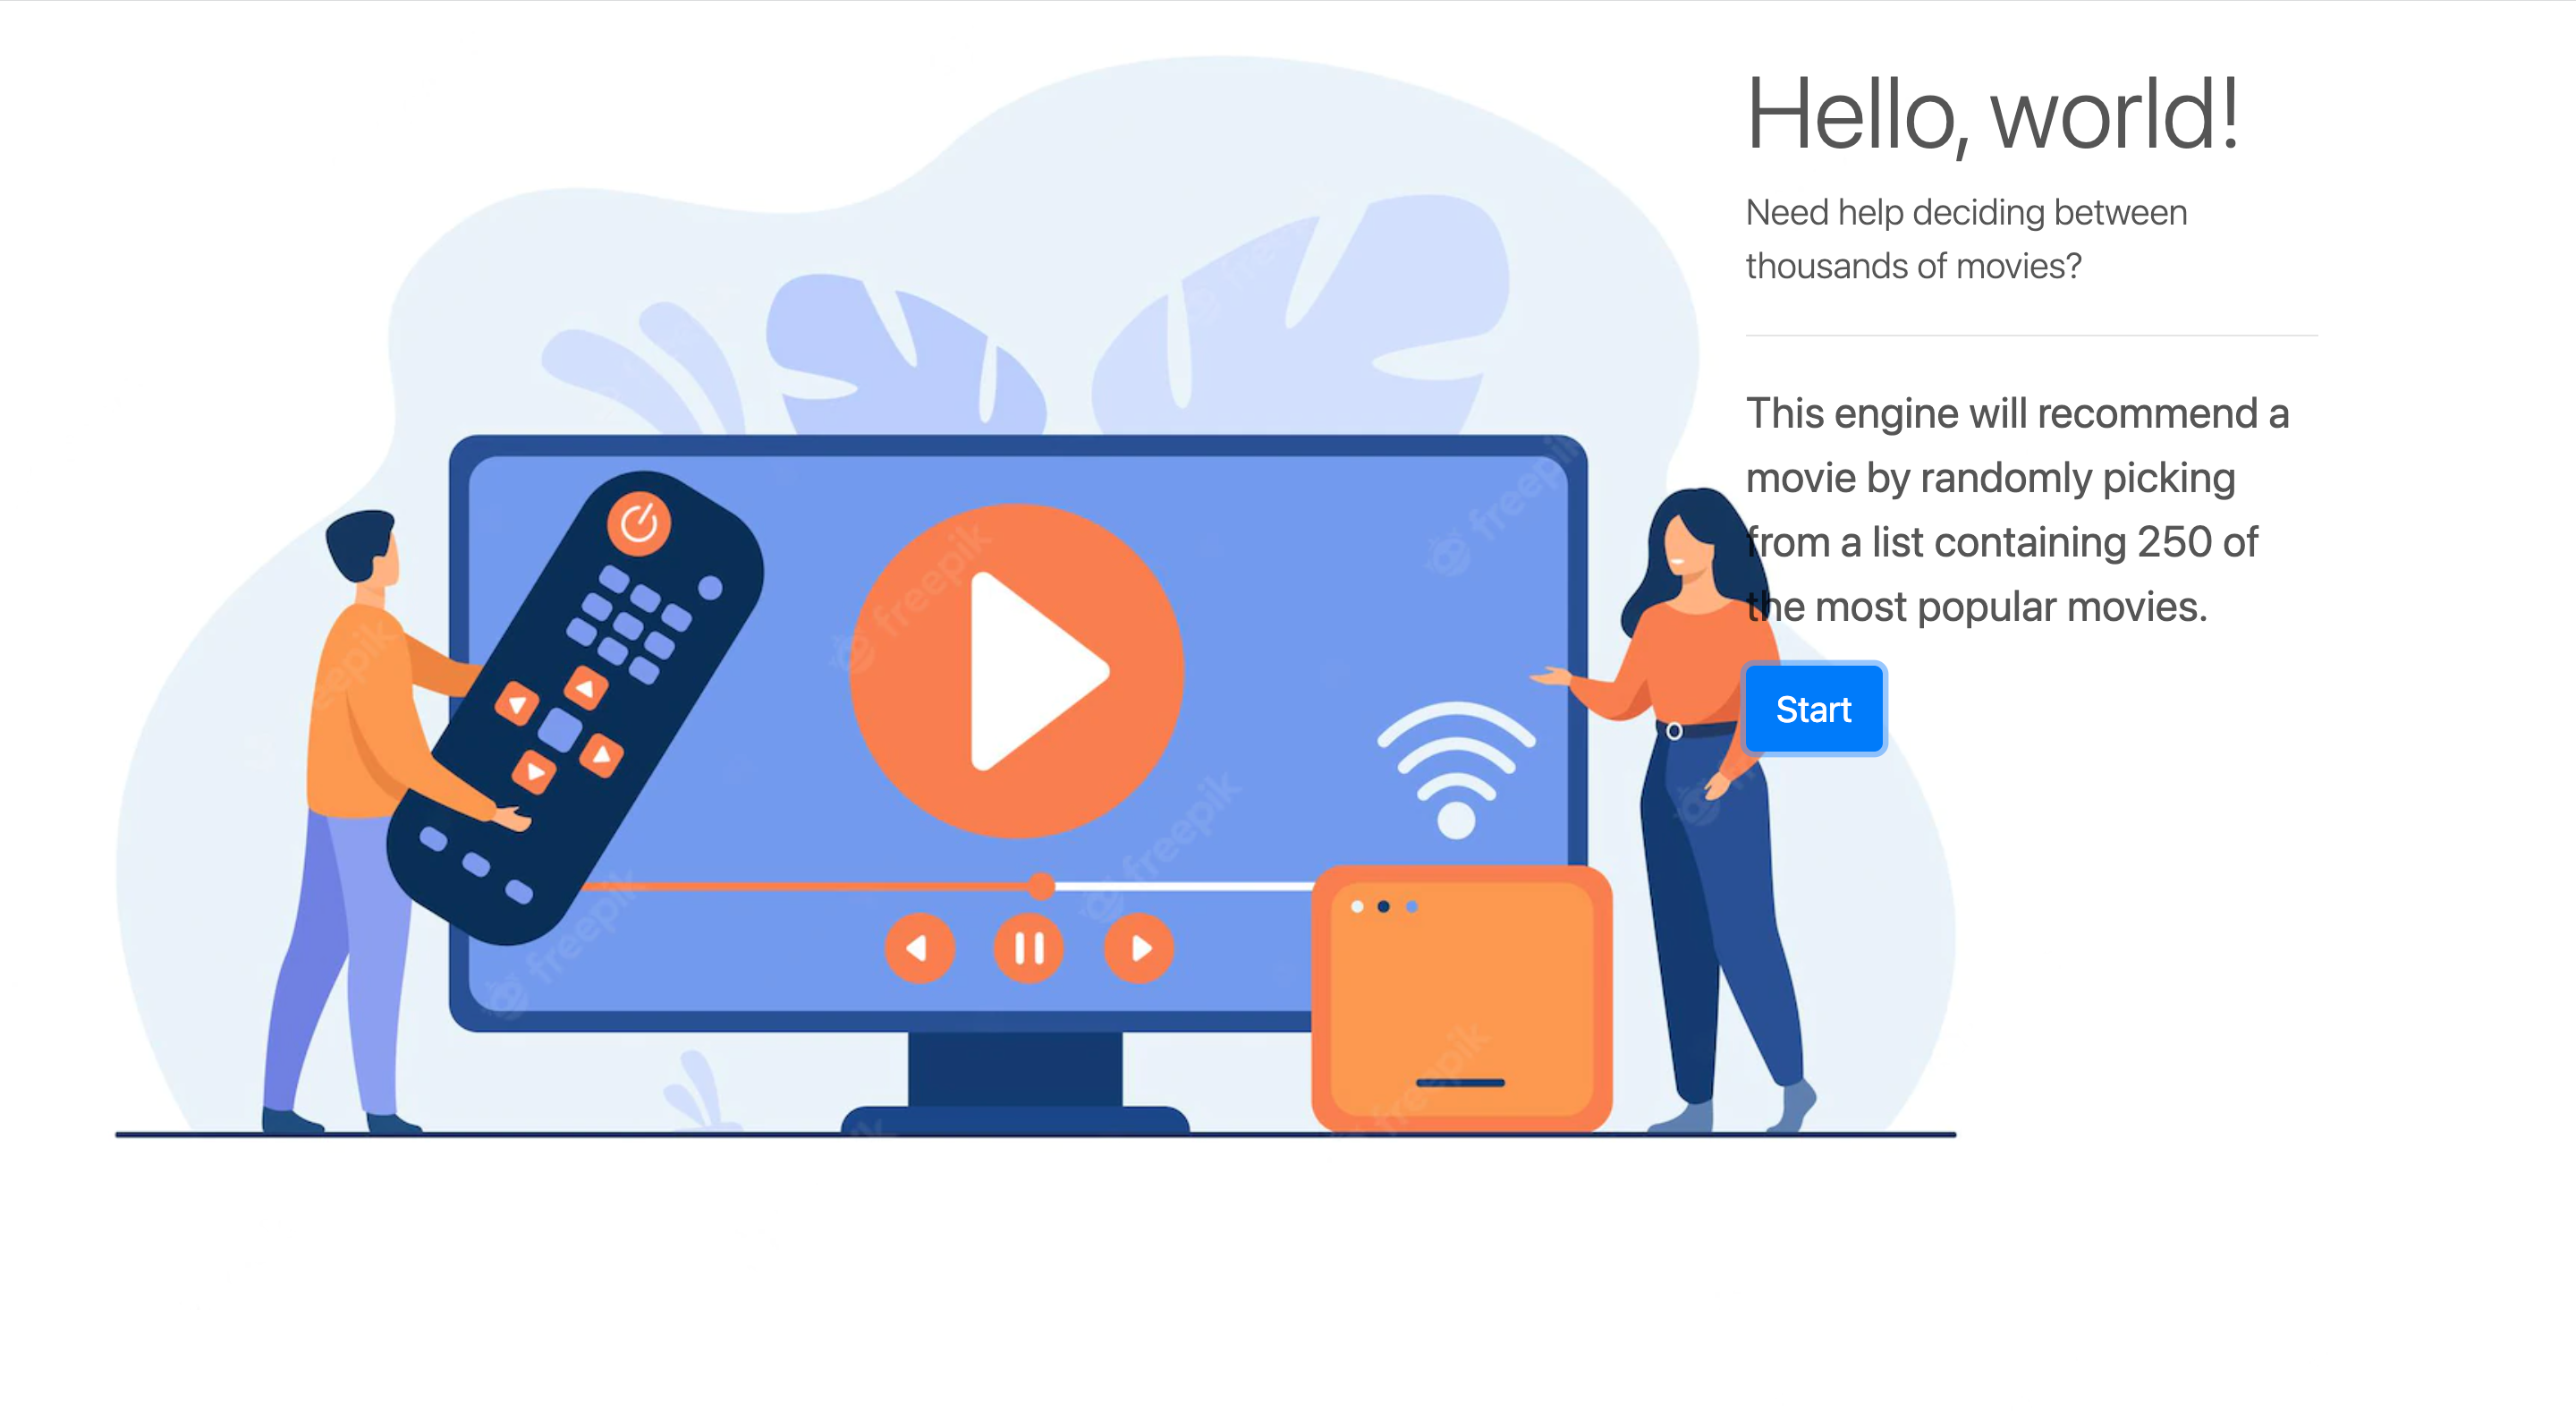 Hello, world!
Need help deciding between
thousands of movies?
This engine will recommend a
movie by randomly picking
from a list containing 250 of
the most popular movies.
Start
freepik
freepik
freepik
freepik
freepik